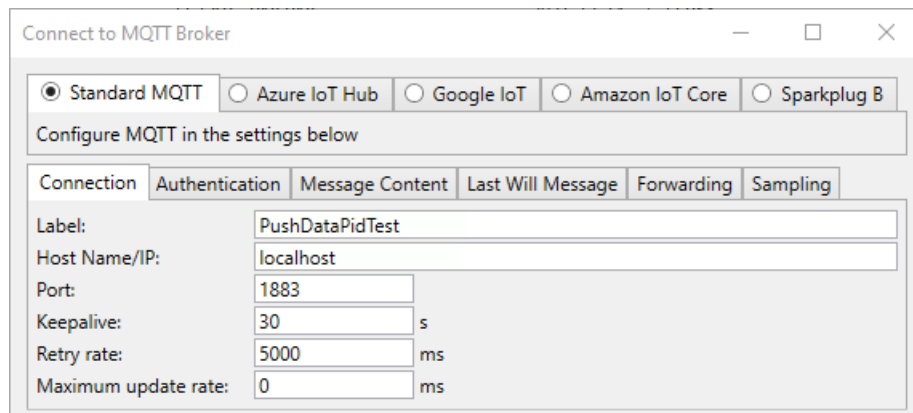 Connect to MQTT Broker
Standard MQTT Azure IoT Hub Google IoT Amazon IoT Core Sparkplug B
Configure MQTT in the settings below
Connection Authentication Message Content Last Will Message Forwarding Sampling
Label: PushDataPidTest
Host Name/IP: localhost
Port: 1883
Keepalive: 30 s
Retry rate: 5000 ms
Maximum update rate: 0 ms